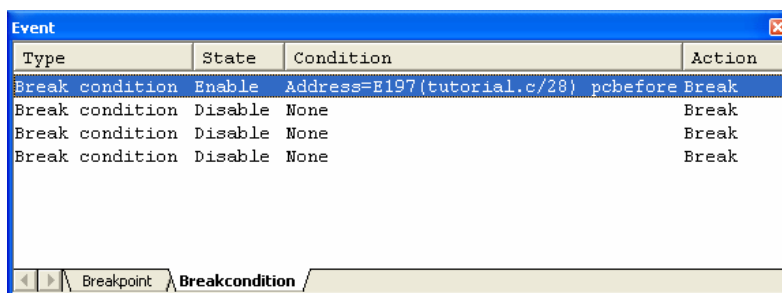 Event
Type State Condition Action
Break condition Enable Address=E197(tutorial.c/28) pcbefore Break
Break condition Disable None Break
Break condition Disable None Break
Break condition Disable None Break
Breakpoint Breakcondition